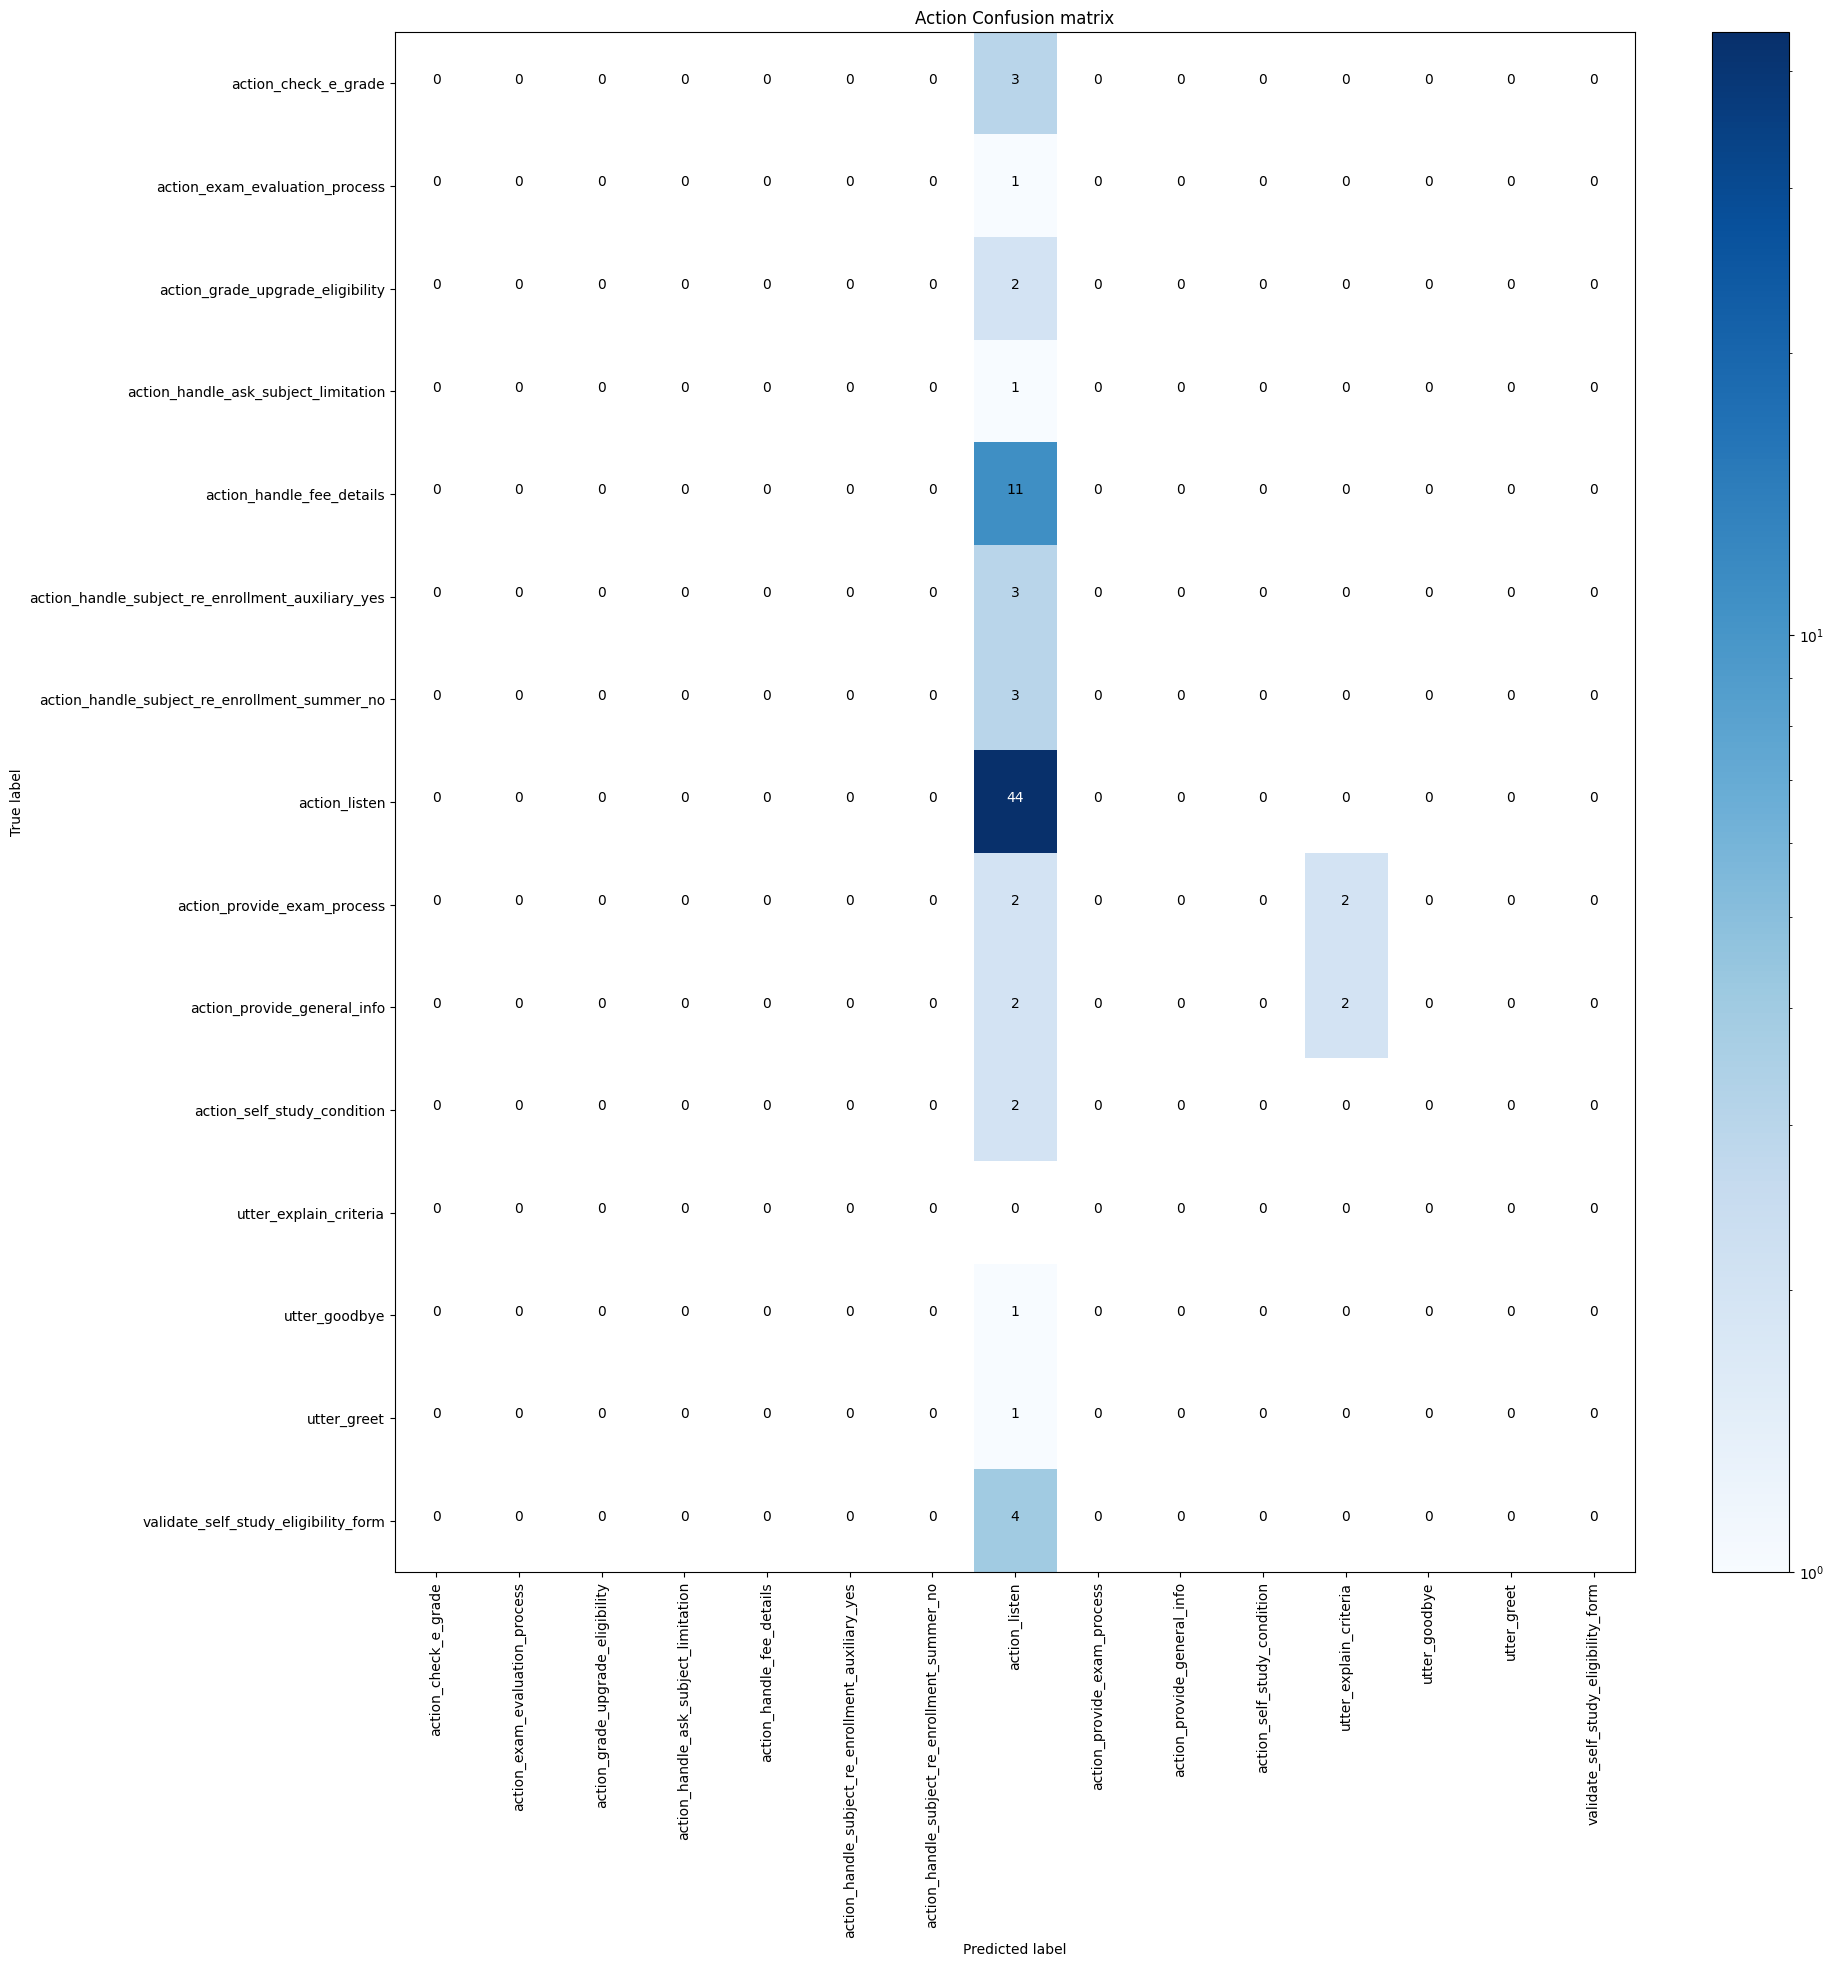 Action Confusion matrix
action_check_e_grade 0 0 0 0 0 0 0 3 0 0 0 0 0 0 0
action_exam_evaluation_process 0 0 0 0 0 0 0 1 0 0 0 0 0 0 0
action_grade_upgrade_eligibility 0 0 0 0 0 0 0 2 0 0 0 0 0 0 0
action_handle_ask_subject_limitation 0 0 0 0 0 0 0 1 0 0 0 0 0 0 0
action_handle_fee_details 0 0 0 0 0 0 0 11 0 0 0 0 0 0 0
action_handle_subject_re_enrollment_auxiliary_yes 0 0 0 0 0 0 0 3 0 0 0 0 0 0 0
action_handle_subject_re_enrollment_summer_no 0 0 0 0 0 0 0 3 0 0 0 0 0 0 0
action_listen 0 0 0 0 0 0 0 44 0 0 0 0 0 0 0
action_provide_exam_process 0 0 0 0 0 0 0 2 0 0 0 2 0 0 0
action_provide_general_info 0 0 0 0 0 0 0 2 0 0 0 2 0 0 0
action_self_study_condition 0 0 0 0 0 0 0 2 0 0 0 0 0 0 0
utter_explain_criteria 0 0 0 0 0 0 0 0 0 0 0 0 0 0 0
utter_goodbye 0 0 0 0 0 0 0 1 0 0 0 0 0 0 0
utter_greet 0 0 0 0 0 0 0 1 0 0 0 0 0 0 0
validate_self_study_eligibility_form 0 0 0 0 0 0 0 4 0 0 0 0 0 0 0
True label
action_check_e_grade
action_exam_evaluation_process
action_grade_upgrade_eligibility
action_handle_ask_subject_limitation
action_handle_fee_details
action_handle_subject_re_enrollment_auxiliary_yes
action_handle_subject_re_enrollment_summer_no
action_listen
action_provide_exam_process
action_provide_general_info
action_self_study_condition
utter_explain_criteria
utter_goodbye
utter_greet
validate_self_study_eligibility_form
Predicted label
10¹
10⁰